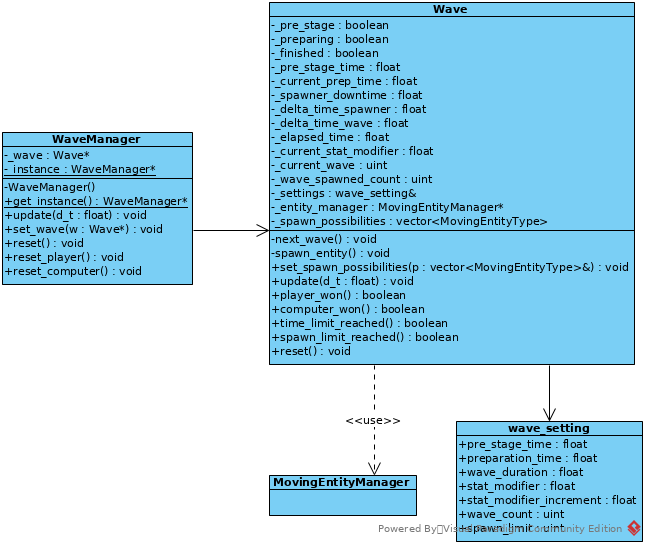 Wave
-_pre_stage : boolean
-_preparing : boolean
-_finished : boolean
-_pre_stage_time : float
-_current_prep_time : float
-_spawner_downtime : float
-_delta_time_spawner : float
-_delta_time_wave : float
-_elapsed_time : float
-_current_stat_modifier : float
-_current_wave : uint
-_wave_spawned_count : uint
-_settings : wave_setting&
-_entity_manager : MovingEntityManager*
-_spawn_possibilities : vector<MovingEntityType>
-next_wave() : void
-spawn_entity() : void
+set_spawn_possibilities(p : vector<MovingEntityType>&) : void
+update(d_t : float) : void
+player_won() : boolean
+computer_won() : boolean
+time_limit_reached() : boolean
+spawn_limit_reached() : boolean
+reset() : void
WaveManager
-_wave : Wave*
-_instance : WaveManager*
-WaveManager()
+get_instance() : WaveManager*
+update(d_t : float) : void
+set_wave(w : Wave*) : void
+reset() : void
+reset_player() : void
+reset_computer() : void
<<use>>
MovingEntityManager
wave_setting
+pre_stage_time : float
+preparation_time : float
+wave_duration : float
+stat_modifier : float
+stat_modifier_increment : float
+wave_count : uint
+spawn_limit : uint
Powered By Visual Paradigm Community Edition